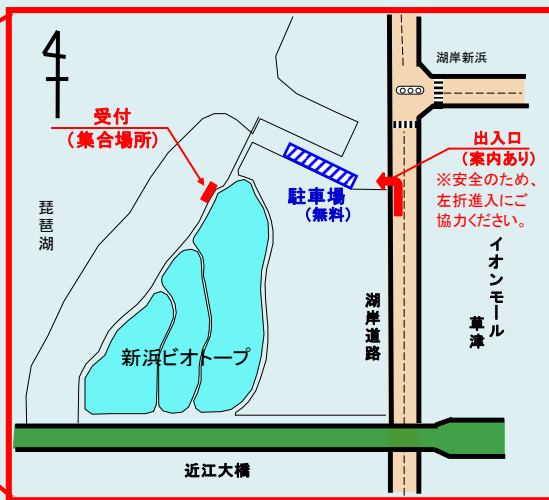 湖岸新浜
受付
(集合場所)
出入口
(案内あり)
※安全のため、
左折進入にご
協力ください。
駐車場
(無料)
琵琶湖
イオンモール
草津
湖岸道路
新浜ビオトープ
近江大橋